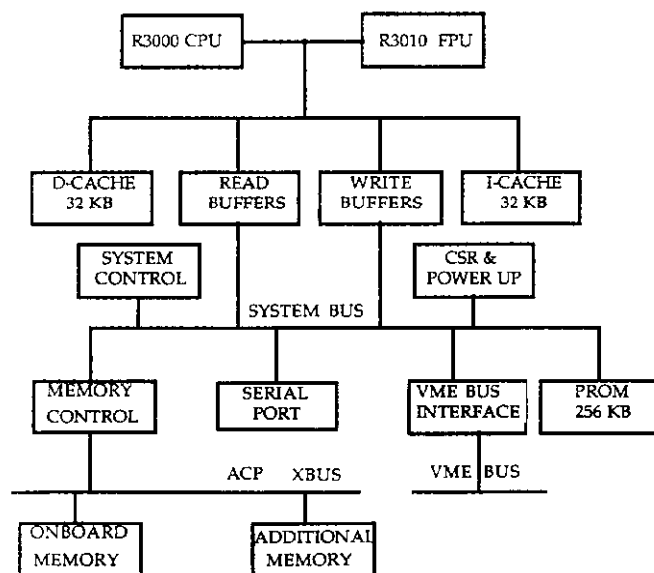 R3000 CPU
R3010 FPU
D-CACHE
32 KB
READ
BUFFERS
WRITE
BUFFERS
I-CACHE
32 KB
SYSTEM
CONTROL
CSR &
POWER UP
SYSTEM BUS
MEMORY
CONTROL
SERIAL
PORT
VME BUS
INTERFACE
PROM
256 KB
ACP XBUS
VME BUS
ONBOARD
MEMORY
ADDITIONAL
MEMORY